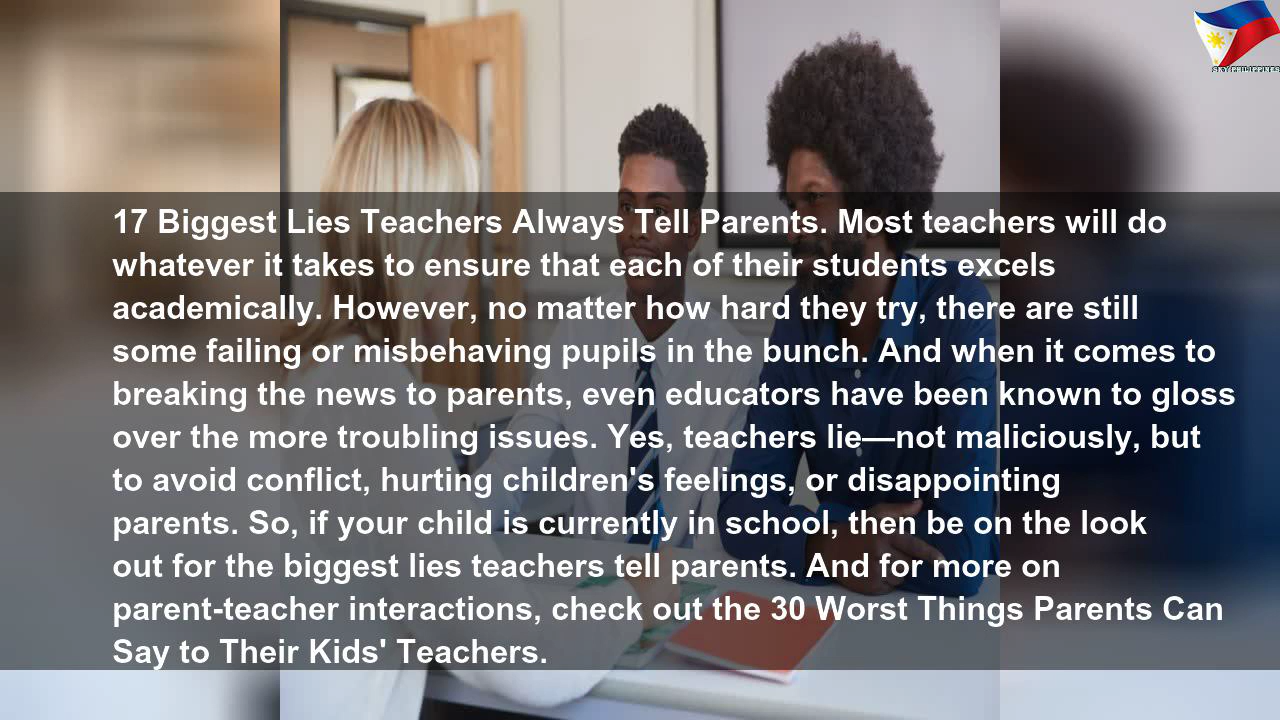 SKY PHILIPPINES
17 Biggest Lies Teachers Always Tell Parents. Most teachers will do
whatever it takes to ensure that each of their students excels
academically. However, no matter how hard they try, there are still
some failing or misbehaving pupils in the bunch. And when it comes to
breaking the news to parents, even educators have been known to gloss
over the more troubling issues. Yes, teachers lie—not maliciously, but
to avoid conflict, hurting children's feelings, or disappointing
parents. So, if your child is currently in school, then be on the look
out for the biggest lies teachers tell parents. And for more on
parent-teacher interactions, check out the 30 Worst Things Parents Can
Say to Their Kids' Teachers.